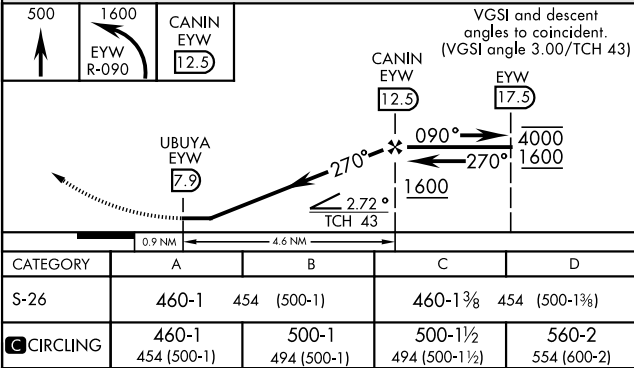 500
1600
EYW
R-090
CANIN
EYW
12.5
VGSI and descent
angles to coincident.
(VGSI angle 3.00/TCH 43)
CANIN
EYW
12.5
EYW
17.5
UBUYA
EYW
7.9
090°
4000
270°
270°
1600
1600
2.72°
TCH 43
0.9 NM
4.6 NM
CATEGORY A B C D
S-26 460-1 454 (500-1) 460-1⅜ 454 (500-1⅜)
C CIRCLING 460-1 500-1 500-1½ 560-2
454 (500-1) 494 (500-1) 494 (500-1½) 554 (600-2)